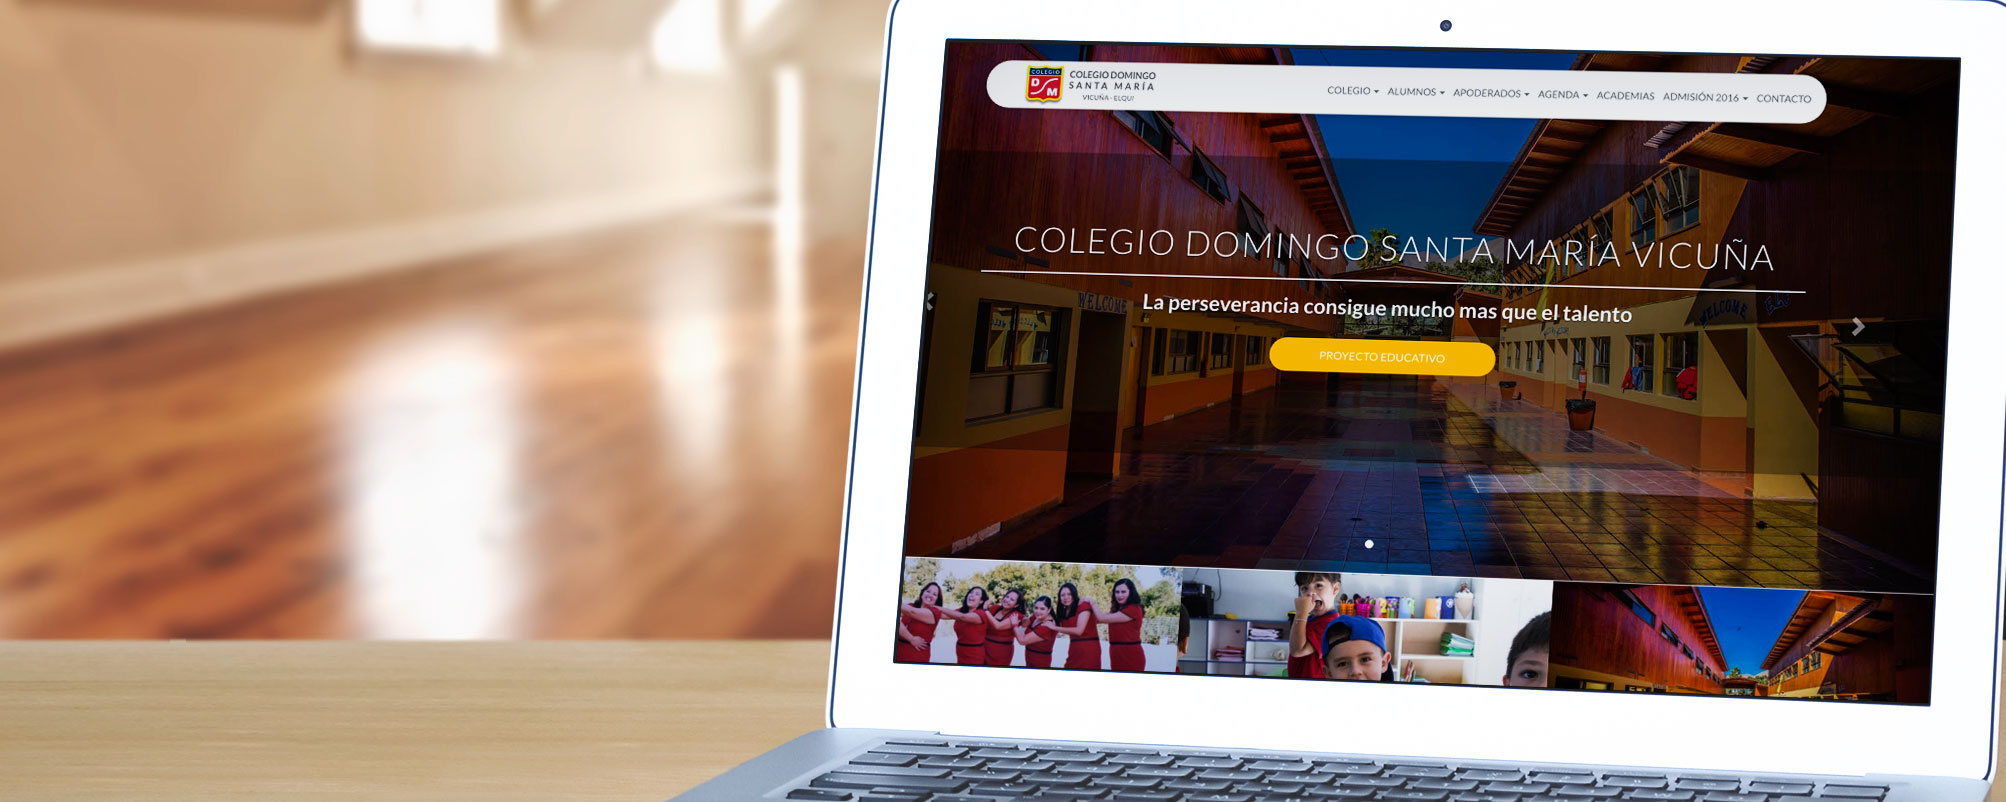 COLEGIO
D
S
M
COLEGIO DOMINGO
SANTA MARÍA
VICUÑA - ELQUI
COLEGIO
ALUMNOS
APODERADOS
AGENDA
ACADEMIAS
ADMISIÓN 2016
CONTACTO
COLEGIO DOMINGO SANTA MARÍA VICUÑA
WELCOME
La perseverancia consigue mucho mas que el talento
WELCOME
PROYECTO EDUCATIVO